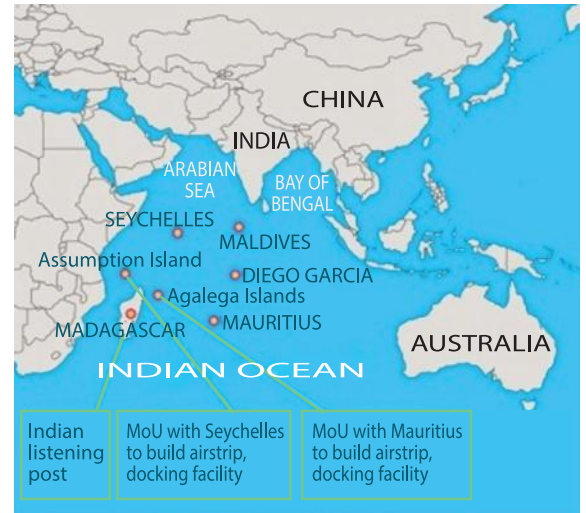 CHINA
INDIA
ARABIAN
SEA
BAY OF
BENGAL
SEYCHELLES
MALDIVES
Assumption Island
DIEGO GARCIA
Agalega Islands
MADAGASCAR
MAURITIUS
AUSTRALIA
INDIAN OCEAN
Indian
listening
post
MoU with Seychelles
to build airstrip,
docking facility
MoU with Mauritius
to build airstrip,
docking facility